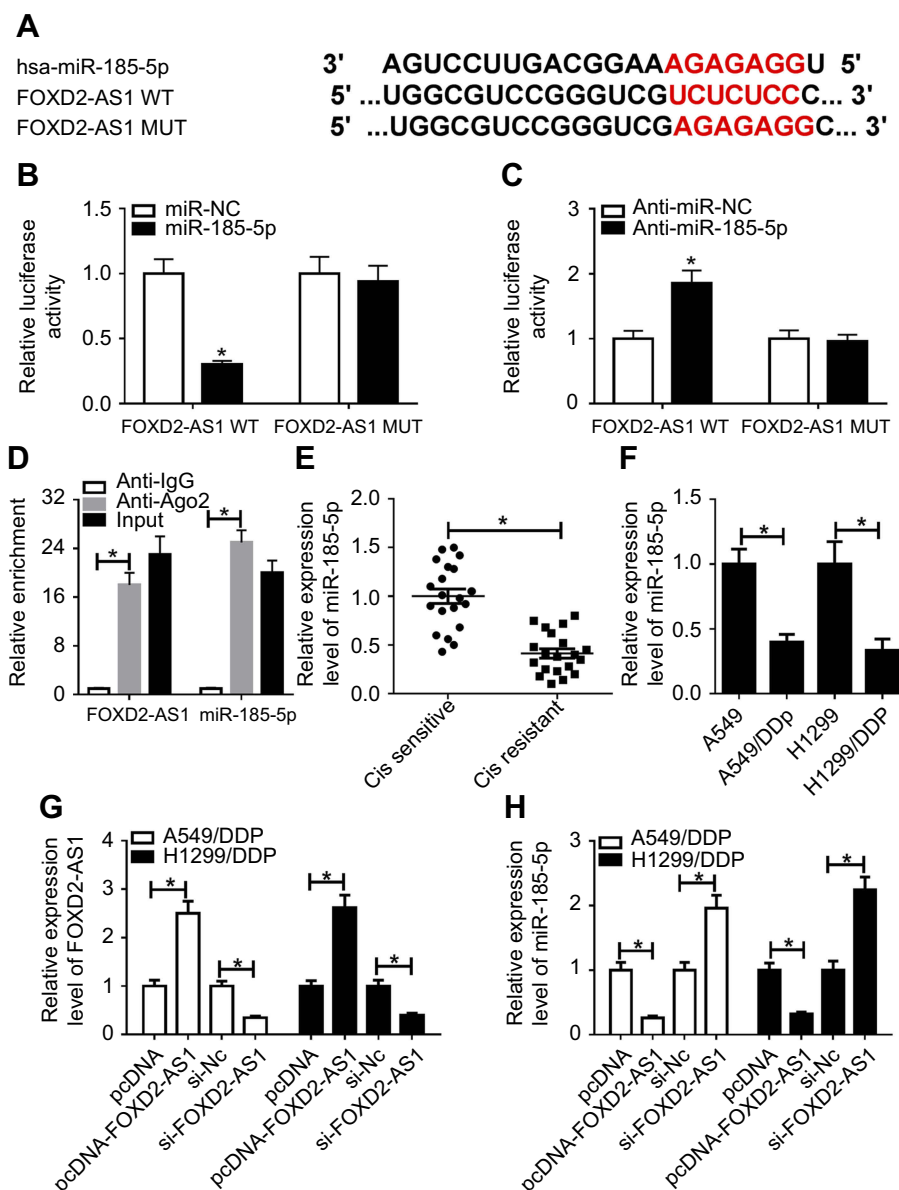 A
hsa-miR-185-5p 3' AGUCCUUGACGGAAAGAGAGGU 5'
FOXD2-AS1 WT 5' ...UGGCGUCCGGGUCGUCUCUCCC... 3'
FOXD2-AS1 MUT 5' ...UGGCGUCCGGGUCGAGAGAGGC... 3'
B
miR-NC
miR-185-5p
Relative luciferase
activity
1.5
1.0
0.5
0.0
*
FOXD2-AS1 WT FOXD2-AS1 MUT
C
Anti-miR-NC
Anti-miR-185-5p
Relative luciferase
activity
3
2
1
0
*
FOXD2-AS1 WT FOXD2-AS1 MUT
D
Anti-IgG
Anti-Ago2
Input
Relative enrichment
32
24
16
8
0
* *
FOXD2-AS1 miR-185-5p
E
Relative expression
level of miR-185-5p
2.0
1.5
1.0
0.5
0.0
*
Cis sensitive
Cis resistant
F
Relative expression
level of miR-185-5p
1.5
1.0
0.5
0.0
* *
A549
A549/DDp
H1299
H1299/DDP
G
A549/DDP
H1299/DDP
Relative expression
level of FOXD2-AS1
4
3
2
1
0
* * * *
pcDNA
pcDNA-FOXD2-AS1
si-Nc
si-FOXD2-AS1
pcDNA
pcDNA-FOXD2-AS1
si-Nc
si-FOXD2-AS1
H
A549/DDP
H1299/DDP
Relative expression
level of miR-185-5p
3
2
1
0
* * * *
pcDNA
pcDNA-FOXD2-AS1
si-Nc
si-FOXD2-AS1
pcDNA
pcDNA-FOXD2-AS1
si-Nc
si-FOXD2-AS1